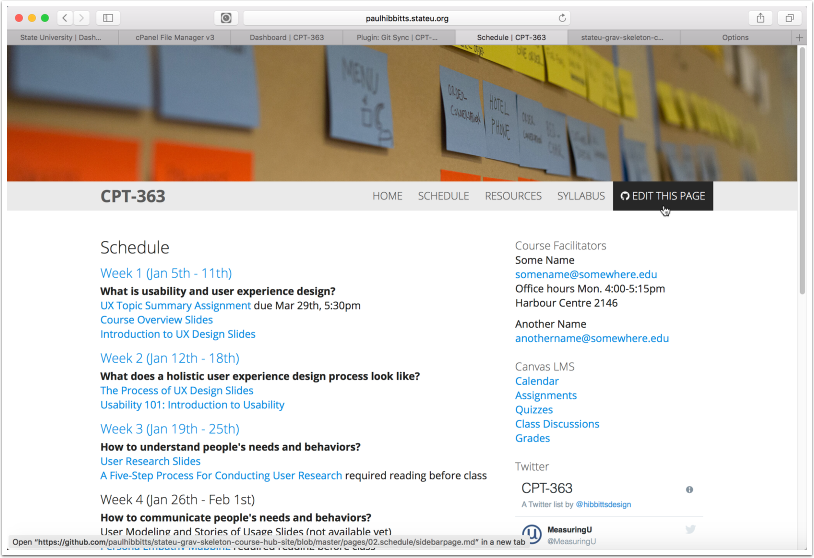 paulhibbitts.stateu.org
State University | Dash...
cPanel File Manager v3
Dashboard | CPT-363
Plugin: Git Sync | CPT-...
Schedule | CPT-363
stateu-grav-skeleton-c...
Options
MENU
HOTEL
PHONE
CPT-363
HOME
SCHEDULE
RESOURCES
SYLLABUS
EDIT THIS PAGE
Schedule
Week 1 (Jan 5th - 11th)
What is usability and user experience design?
UX Topic Summary Assignment due Mar 29th, 5:30pm
Course Overview Slides
Introduction to UX Design Slides
Week 2 (Jan 12th - 18th)
What does a holistic user experience design process look like?
The Process of UX Design Slides
Usability 101: Introduction to Usability
Week 3 (Jan 19th - 25th)
How to understand people's needs and behaviors?
User Research Slides
A Five-Step Process For Conducting User Research required reading before class
Week 4 (Jan 26th - Feb 1st)
How to communicate people's needs and behaviors?
User Modeling and Stories of Usage Slides (not available yet)
Course Facilitators
Some Name
somename@somewhere.edu
Office hours Mon. 4:00-5:15pm
Harbour Centre 2146
Another Name
anothername@somewhere.edu
Canvas LMS
Calendar
Assignments
Quizzes
Class Discussions
Grades
Twitter
CPT-363
A Twitter list by @hibbittsdesign
MeasuringU
@MeasuringU
Open "https://github.com/paulhibbitts/stateu-grav-skeleton-course-hub-site/blob/master/pages/02.schedule/sidebarpage.md" in a new tab